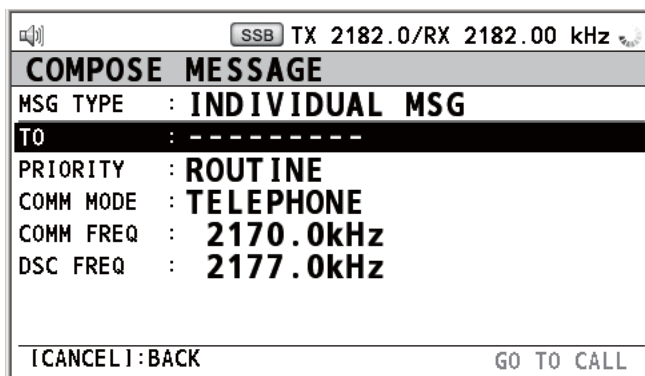 SSB TX 2182.0/RX 2182.00 kHz
COMPOSE MESSAGE
MSG TYPE : INDIVIDUAL MSG
TO : ---------
PRIORITY : ROUTINE
COMM MODE : TELEPHONE
COMM FREQ : 2170.0kHz
DSC FREQ : 2177.0kHz
[CANCEL]:BACK GO TO CALL